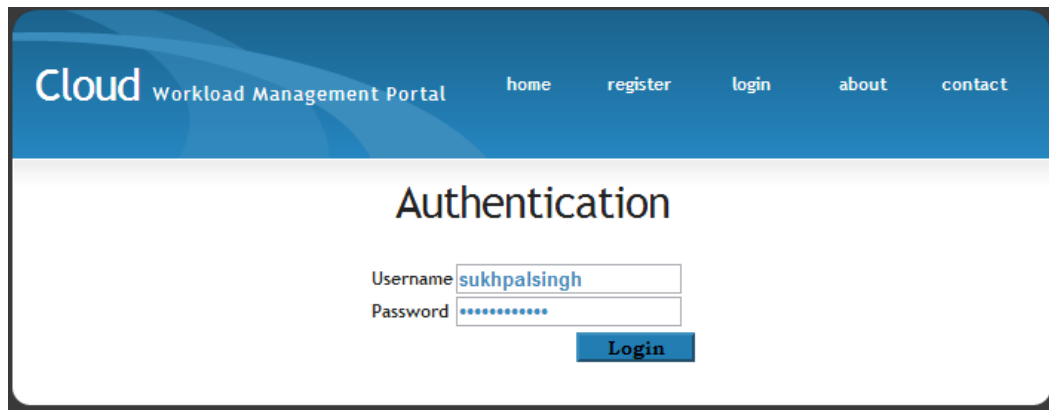 Cloud Workload Management Portal home register login about contact
Authentication
Username sukhpalsingh
Password ••••••••••••
Login